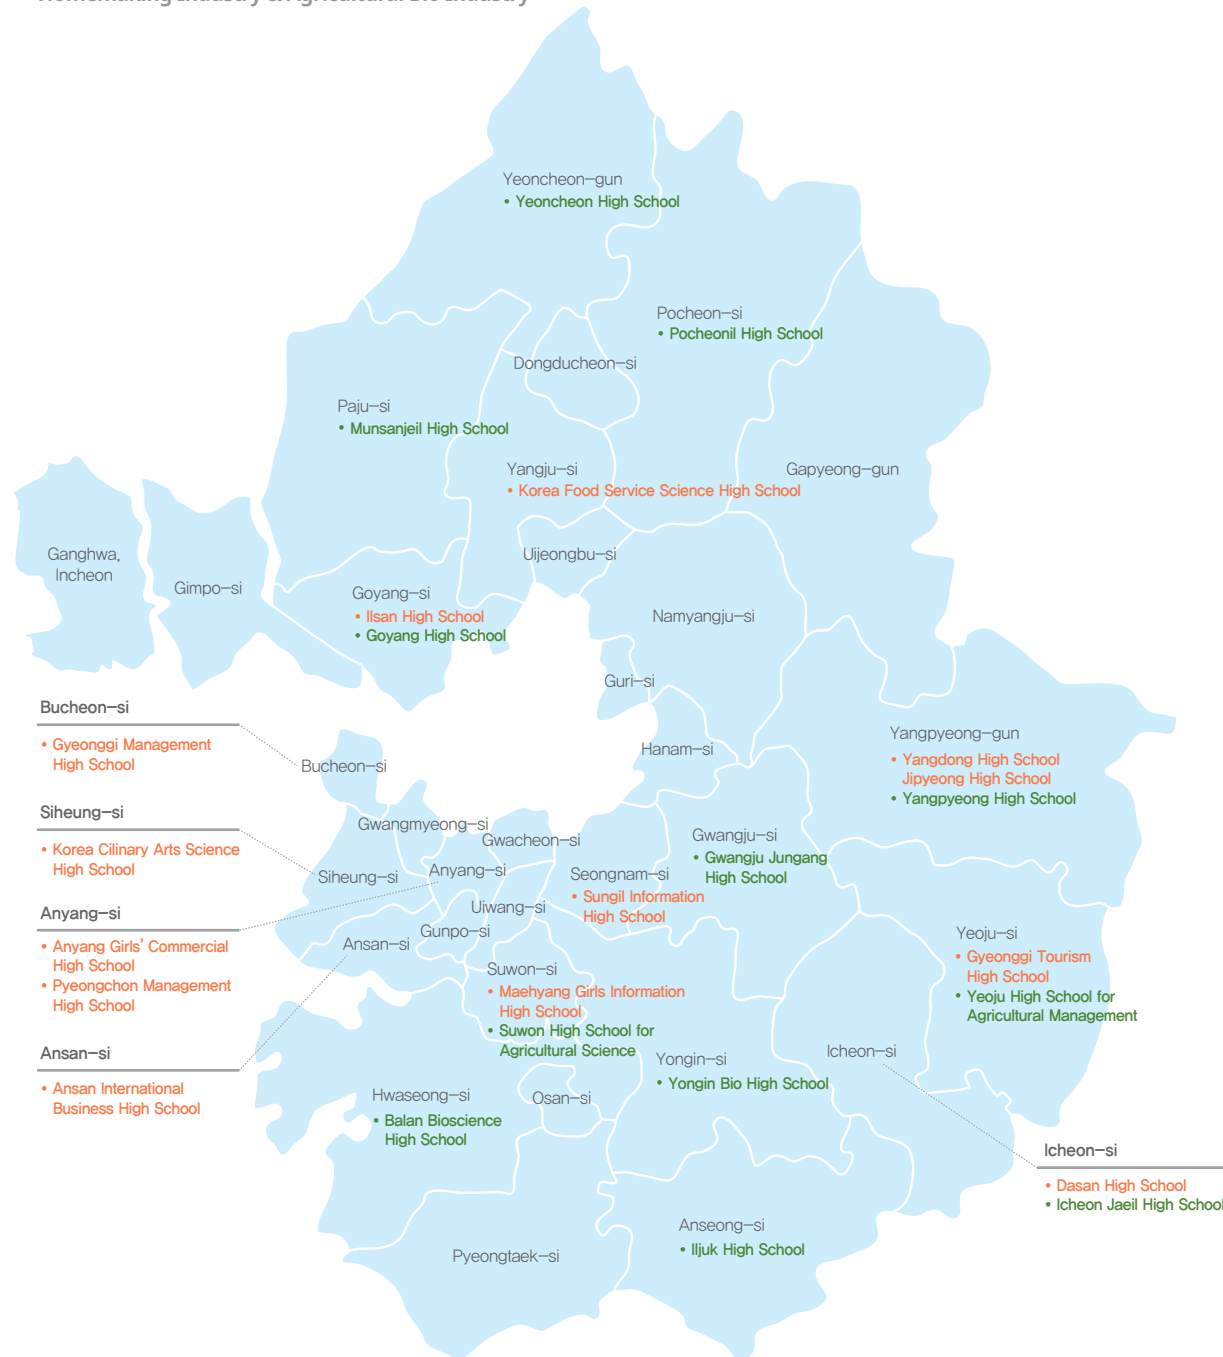 Homemaking Industry & Agricultural Bio Industry
Yeoncheon-gun
• Yeoncheon High School
Pocheon-si
• Pocheonil High School
Dongducheon-si
Paju-si
• Munsanjeil High School
Yangju-si
• Korea Food Service Science High School
Gapyeong-gun
Ganghwa,
Incheon
Gimpo-si
Uijeongbu-si
Goyang-si
• Ilsan High School
• Goyang High School
Namyangju-si
Guri-si
Hanam-si
Bucheon-si
• Gyeonggi Management
High School
Bucheon-si
Yangpyeong-gun
• Yangdong High School
Jipyeong High School
• Yangpyeong High School
Siheung-si
• Korea Cilinary Arts Science
High School
Gwangmyeong-si
Gwacheon-si
Siheung-si
Anyang-si
Seongnam-si
• Sungil Information
High School
Gwangju-si
• Gwangju Jungang
High School
Anyang-si
• Anyang Girls' Commercial
High School
• Pyeongchon Management
High School
Uiwang-si
Gunpo-si
Ansan-si
Yeoju-si
• Gyeonggi Tourism
High School
• Yeoju High School for
Agricultural Management
Suwon-si
• Maehyang Girls Information
High School
• Suwon High School for
Agricultural Science
Ansan-si
• Ansan International
Business High School
Yongin-si
• Yongin Bio High School
Icheon-si
Hwaseong-si
• Balan Bioscience
High School
Osan-si
Icheon-si
• Dasan High School
• Icheon Jaeil High School
Anseong-si
• Iljuk High School
Pyeongtaek-si